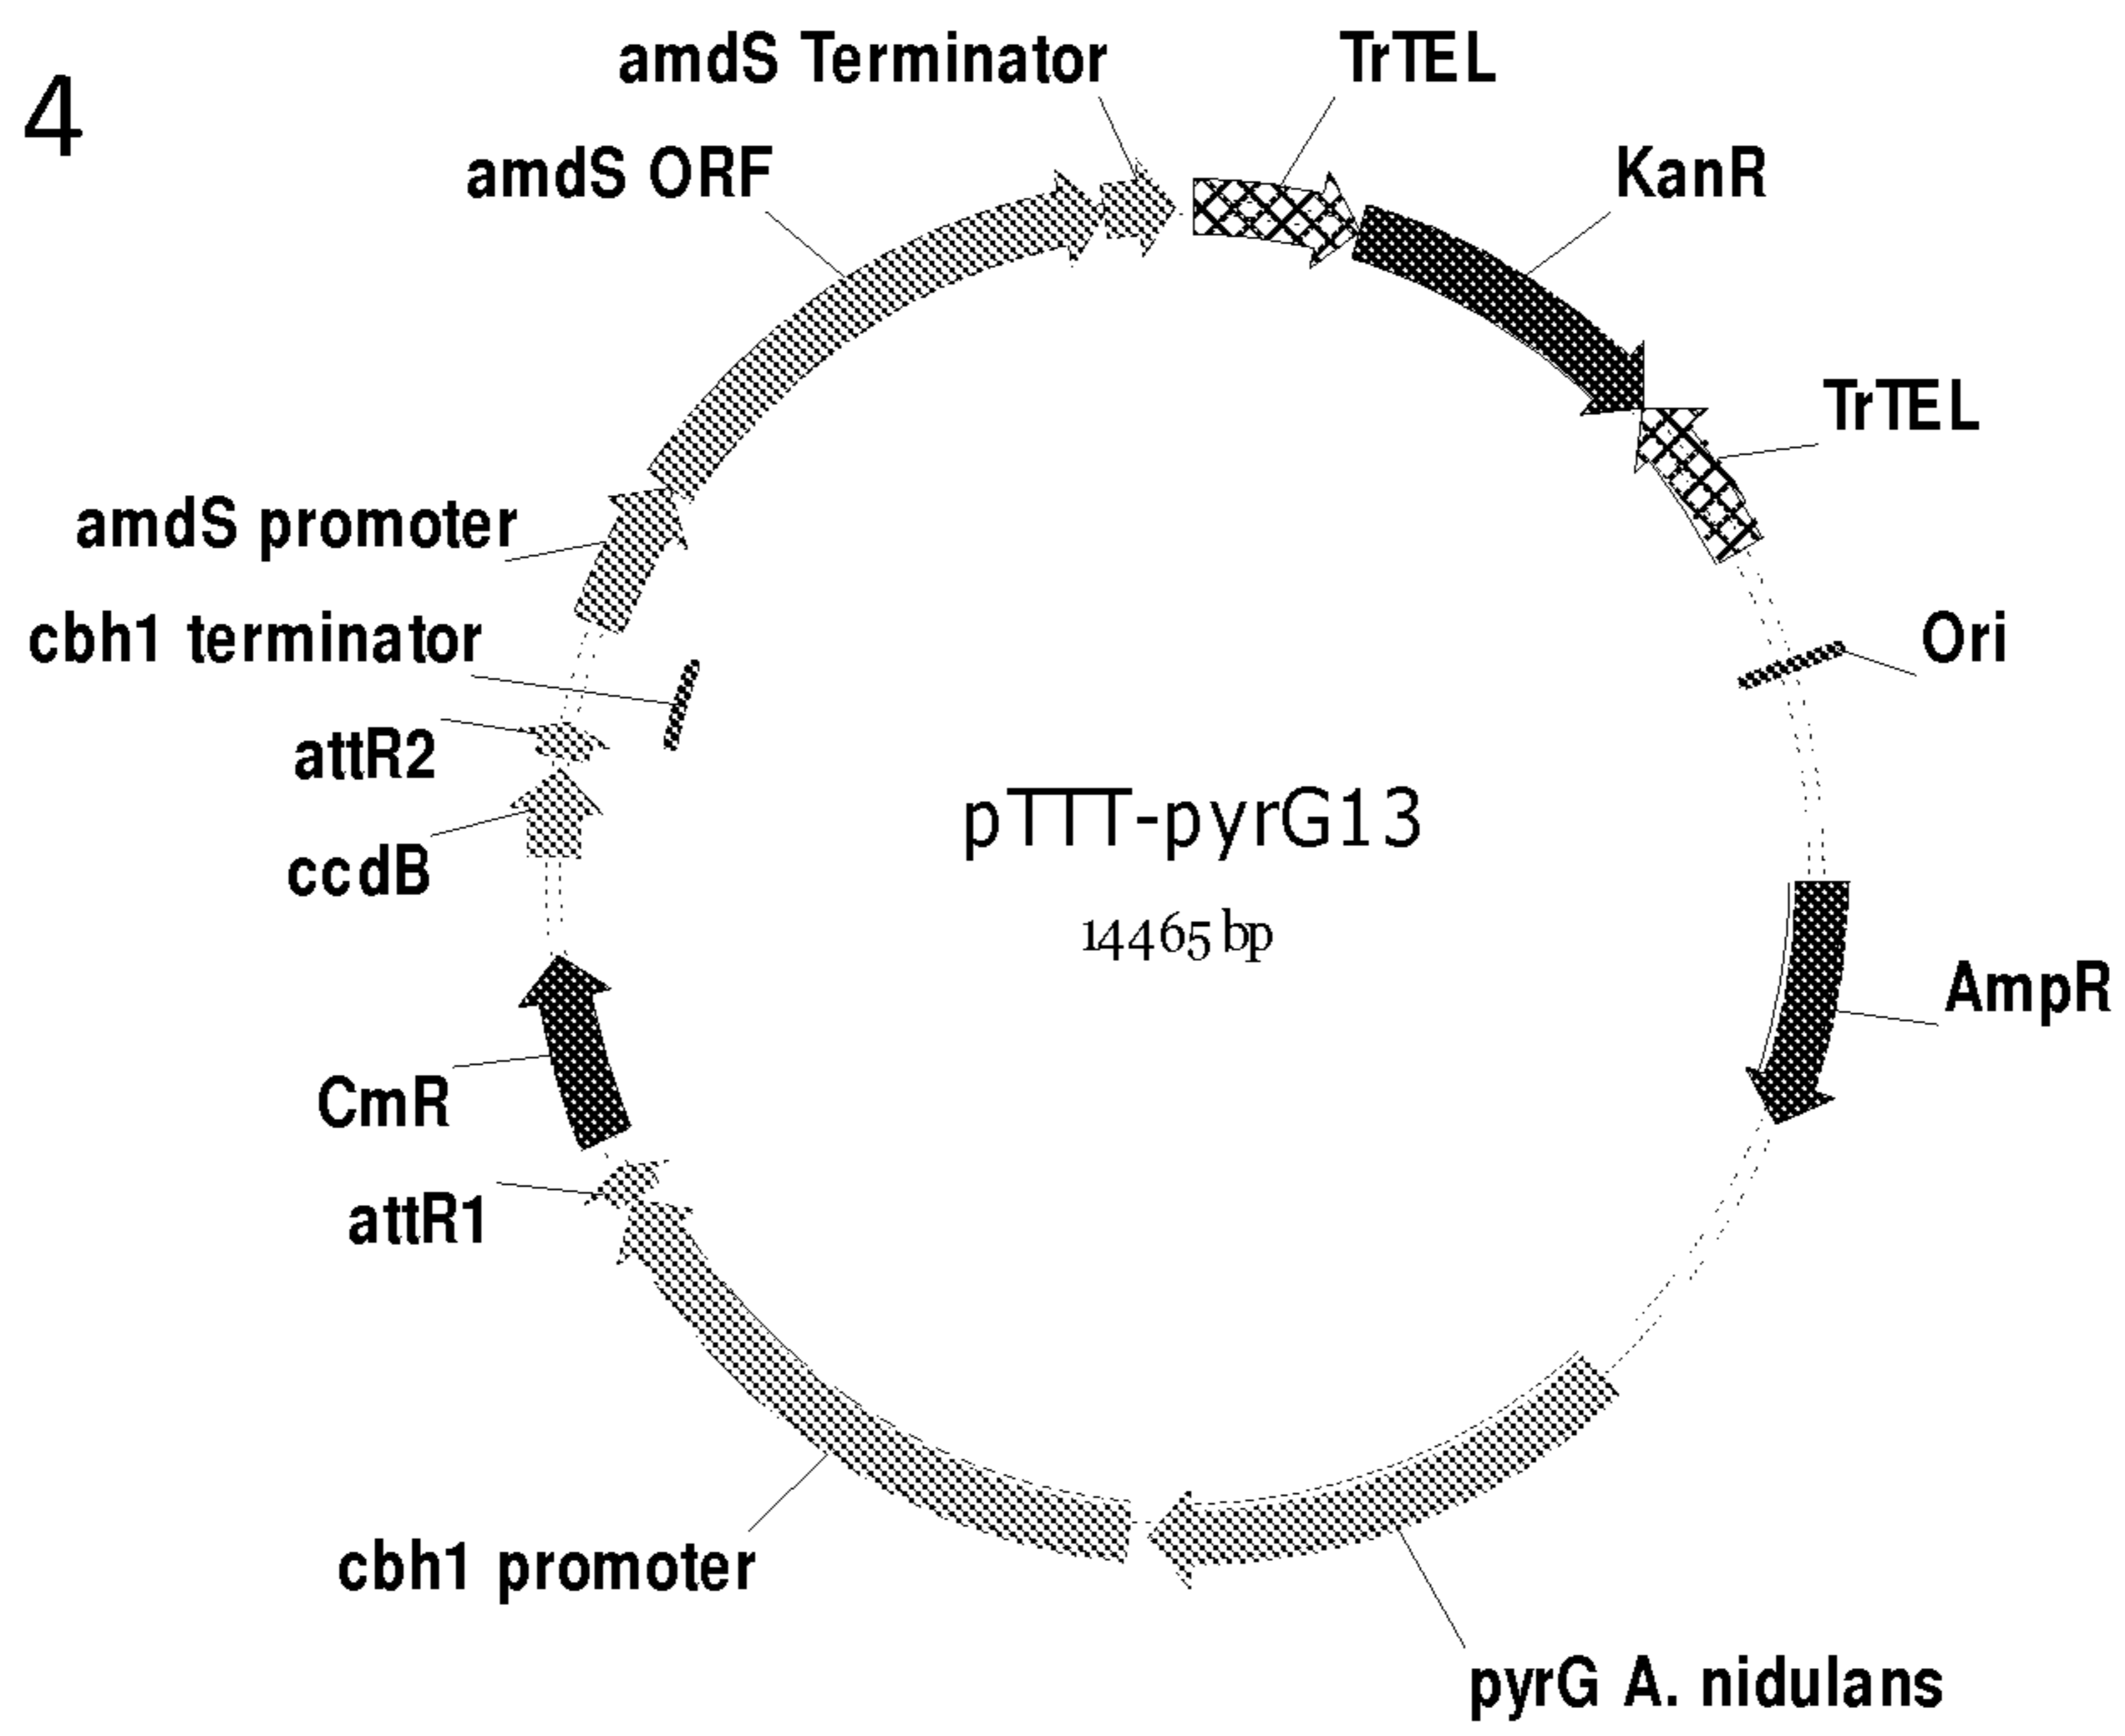 4
amdS Terminator
TrTEL
amdS ORF
KanR
TrTEL
amdS promoter
cbh1 terminator
Ori
attR2
pTTT-pyrG13
ccdB
14465 bp
AmpR
CmR
attR1
cbh1 promoter
pyrG A. nidulans